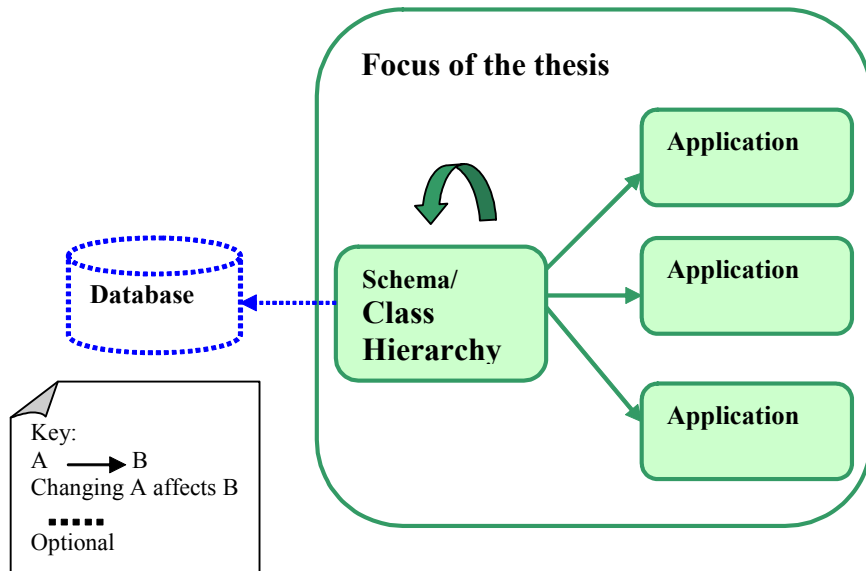 Focus of the thesis
Application
Application
Application
Schema/
Class
Hierarchy
Database
Key:
A B
Changing A affects B
Optional